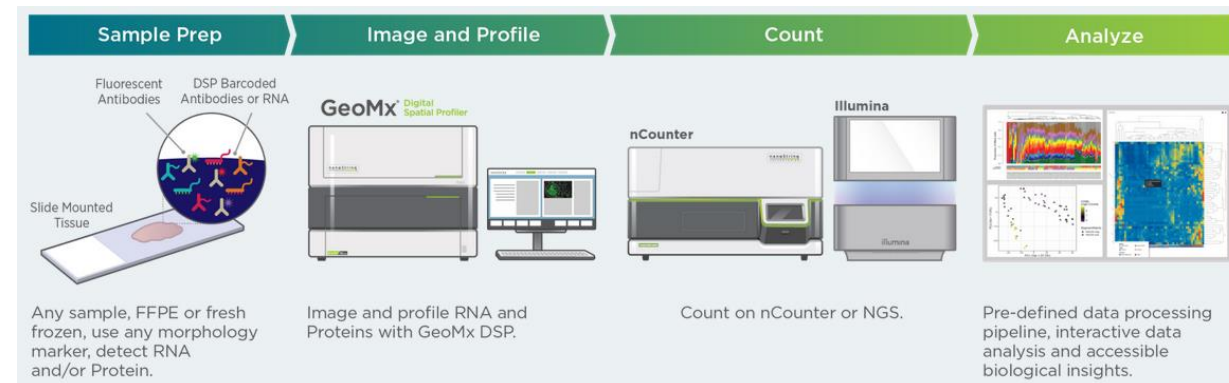 Sample Prep
Image and Profile
Count
Analyze
Fluorescent
Antibodies
DSP Barcoded
Antibodies or RNA
Slide Mounted
Tissue
GeoMx® Digital
Spatial Profiler
nanoString
nCounter
nanoString
Illumina
illumina
Any sample, FFPE or fresh
frozen, use any morphology
marker, detect RNA
and/or Protein.
Image and profile RNA and
Proteins with GeoMx DSP.
Count on nCounter or NGS.
Pre-defined data processing
pipeline, interactive data
analysis and accessible
biological insights.